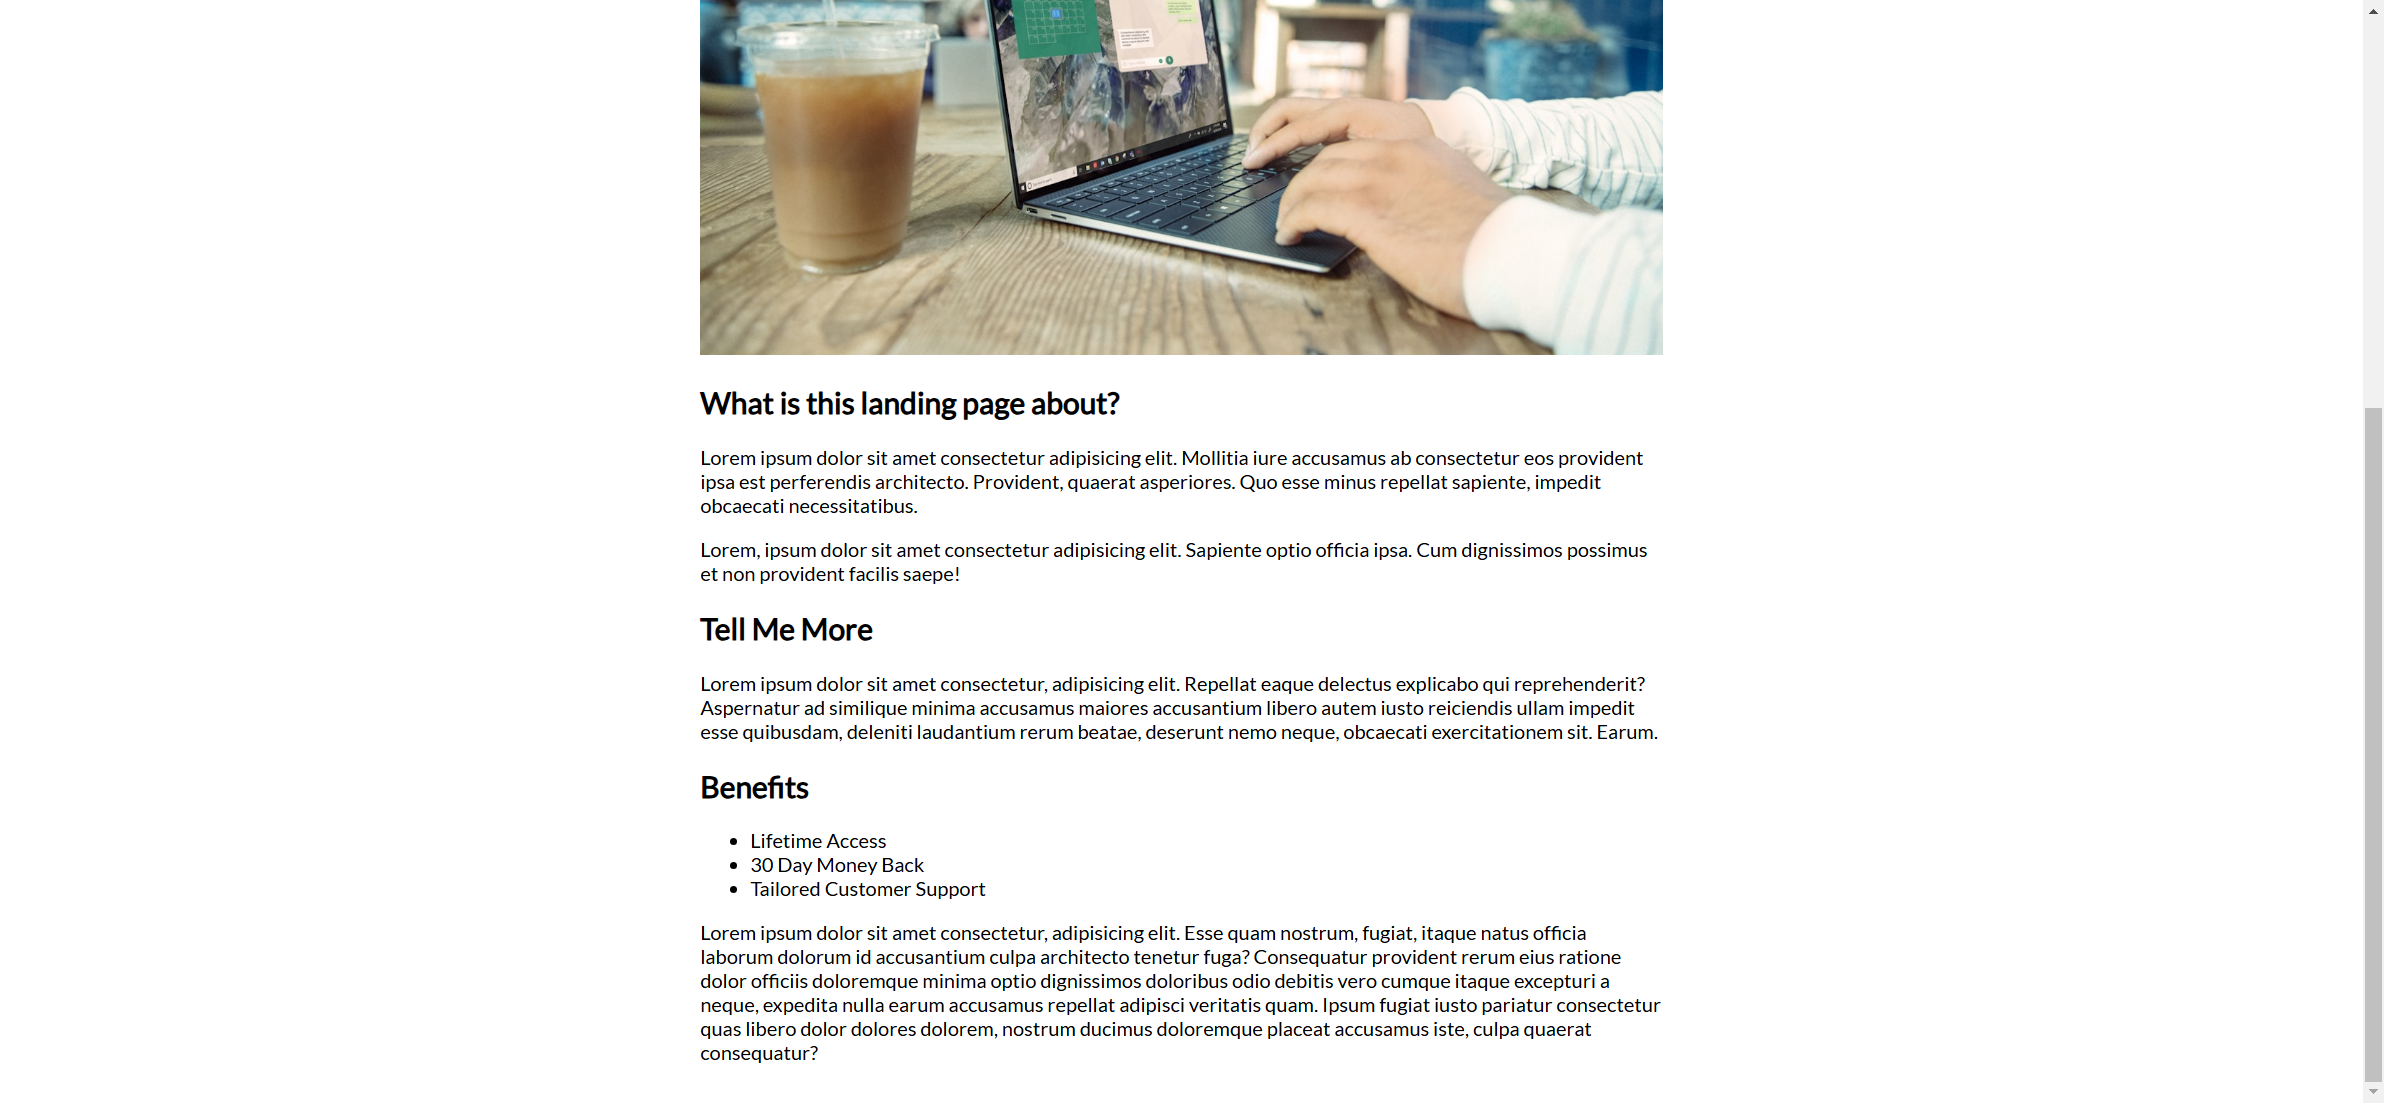 What is this landing page about?
Lorem ipsum dolor sit amet consectetur adipisicing elit. Mollitia iure accusamus ab consectetur eos provident
ipsa est perferendis architecto. Provident, quaerat asperiores. Quo esse minus repellat sapiente, impedit
obcaecati necessitatibus.
Lorem, ipsum dolor sit amet consectetur adipisicing elit. Sapiente optio officia ipsa. Cum dignissimos possimus
et non provident facilis saepe!
Tell Me More
Lorem ipsum dolor sit amet consectetur, adipisicing elit. Repellat eaque delectus explicabo qui reprehenderit?
Aspernatur ad similique minima accusamus maiores accusantium libero autem iusto reiciendis ullam impedit
esse quibusdam, deleniti laudantium rerum beatae, deserunt nemo neque, obcaecati exercitationem sit. Earum.
Benefits
• Lifetime Access
• 30 Day Money Back
• Tailored Customer Support
Lorem ipsum dolor sit amet consectetur, adipisicing elit. Esse quam nostrum, fugiat, itaque natus officia
laborum dolorum id accusantium culpa architecto tenetur fuga? Consequatur provident rerum eius ratione
dolor officiis doloremque minima optio dignissimos doloribus odio debitis vero cumque itaque excepturi a
neque, expedita nulla earum accusamus repellat adipisci veritatis quam. Ipsum fugiat iusto pariatur consectetur
quas libero dolor dolores dolorem, nostrum ducimus doloremque placeat accusamus iste, culpa quaerat
consequatur?